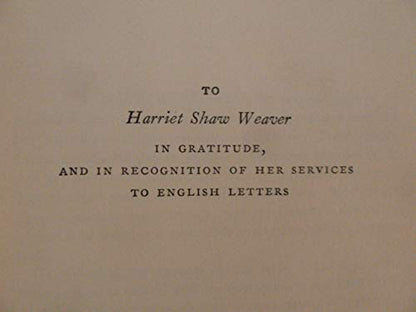 TO
Harriet Shaw Weaver
IN GRATITUDE,
AND IN RECOGNITION OF HER SERVICES
TO ENGLISH LETTERS